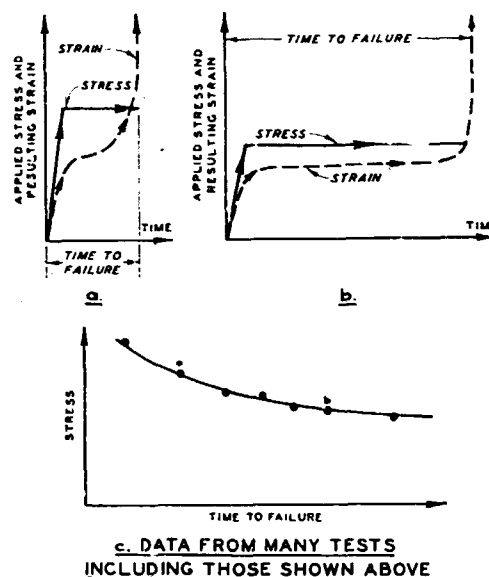 APPLIED STRESS AND
RESULTING STRAIN
STRAIN
STRESS
TIME
TIME TO
FAILURE
a.
APPLIED STRESS AND
RESULTING STRAIN
TIME TO FAILURE
STRESS
STRAIN
TIME
b.
STRESS
a
b
TIME TO FAILURE
c. DATA FROM MANY TESTS
INCLUDING THOSE SHOWN ABOVE